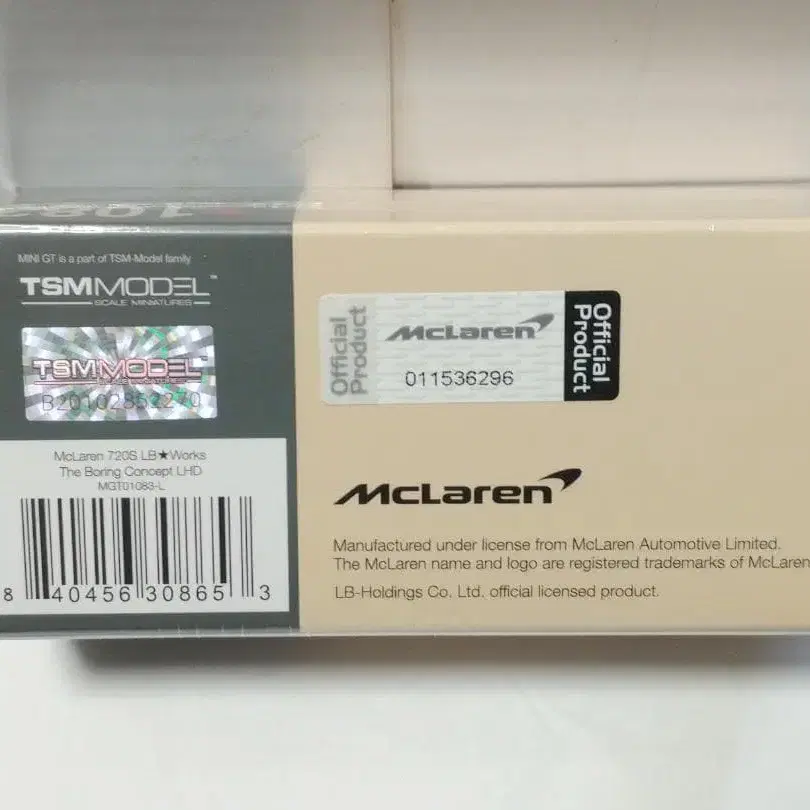 MINI GT is a part of TSM-Model family
TSMMODEL™
SCALE MINIATURES
TSMMODEL
B20102352270
McLaren 720S LB★Works
The Boring Concept LHD
MGT01083-L
8 40456 30865 3
Official Product
McLaren
011536296
Official Product
McLaren
Manufactured under license from McLaren Automotive Limited.
The McLaren name and logo are registered trademarks of McLaren
LB-Holdings Co. Ltd. official licensed product.